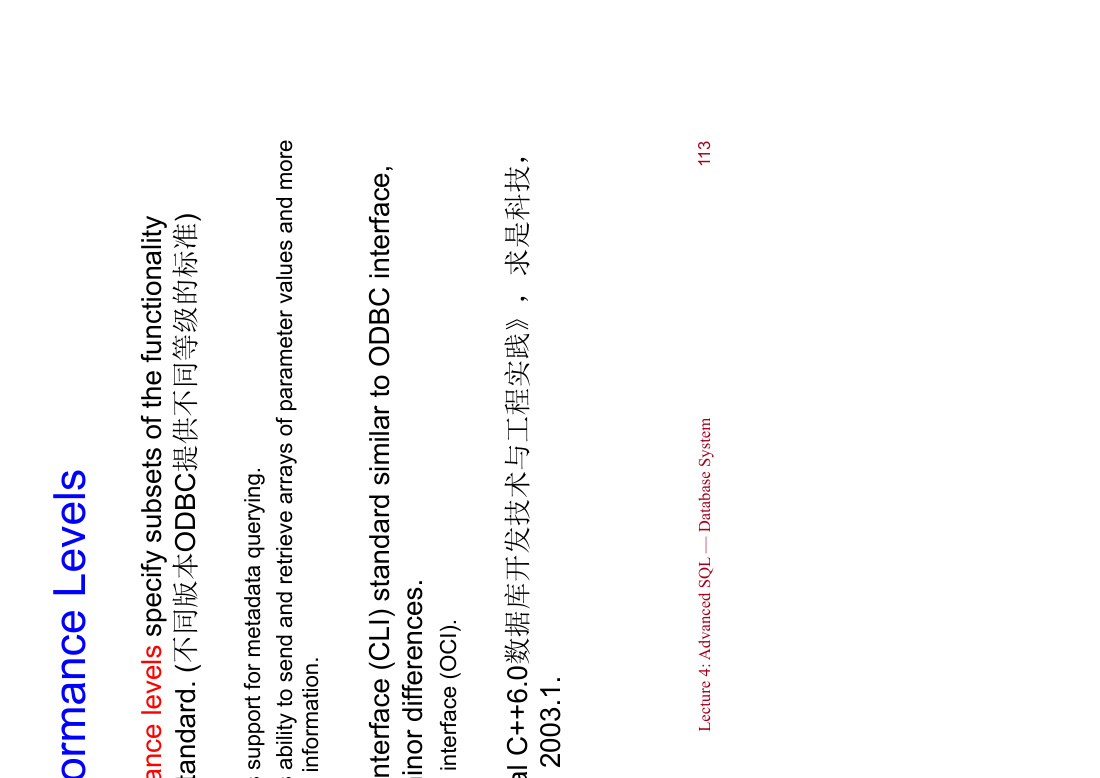 ormance Levels
ance levels specify subsets of the functionality
tandard. (不同版本ODBC提供不同等级的标准)
s support for metadata querying.
s ability to send and retrieve arrays of parameter values and more
information.
nterface (CLI) standard similar to ODBC interface,
inor differences.
interface (OCI).
al C++6.0数据库开发技术与工程实践》，求是科技,
2003.1.
Lecture 4: Advanced SQL — Database System
113